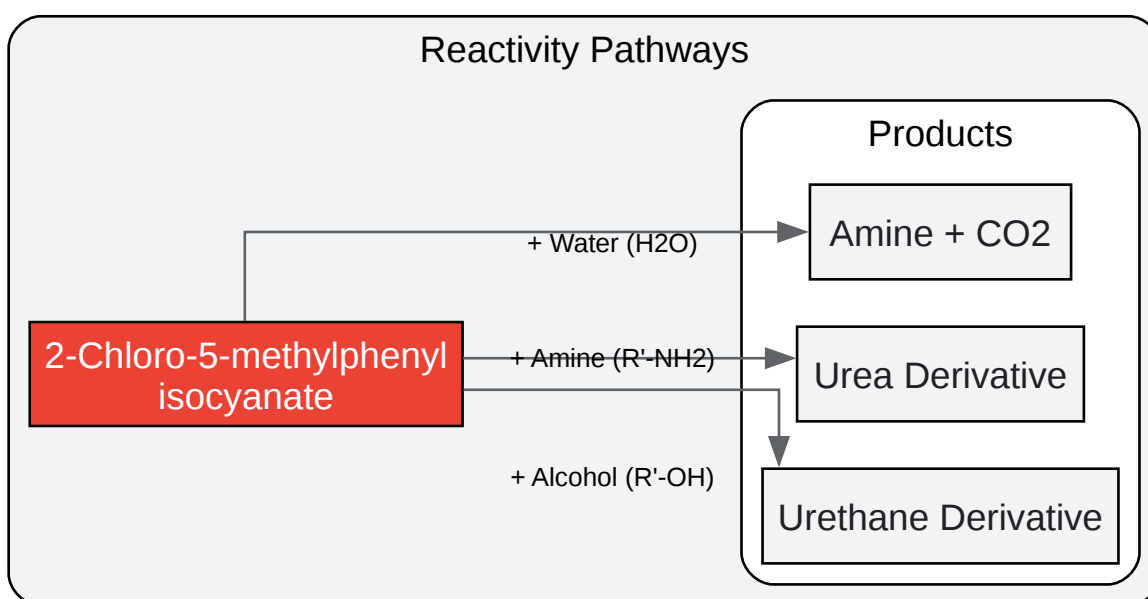 Reactivity Pathways
Products
+ Water (H2O)
Amine + CO2
2-Chloro-5-methylphenyl
isocyanate
+ Amine (R'-NH2)
Urea Derivative
+ Alcohol (R'-OH)
Urethane Derivative